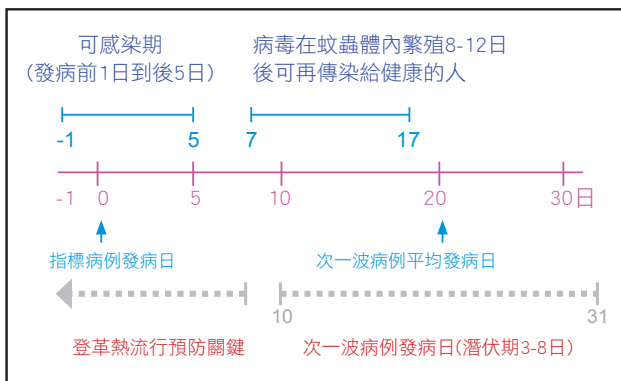 可感染期
(發病前1日到後5日)
病毒在蚊蟲體內繁殖8-12日
後可再傳染給健康的人
-1 5 7 17
-1 0 5 10 20 30日
指標病例發病日 次一波病例平均發病日
10 31
登革熱流行預防關鍵 次一波病例發病日(潛伏期3-8日)